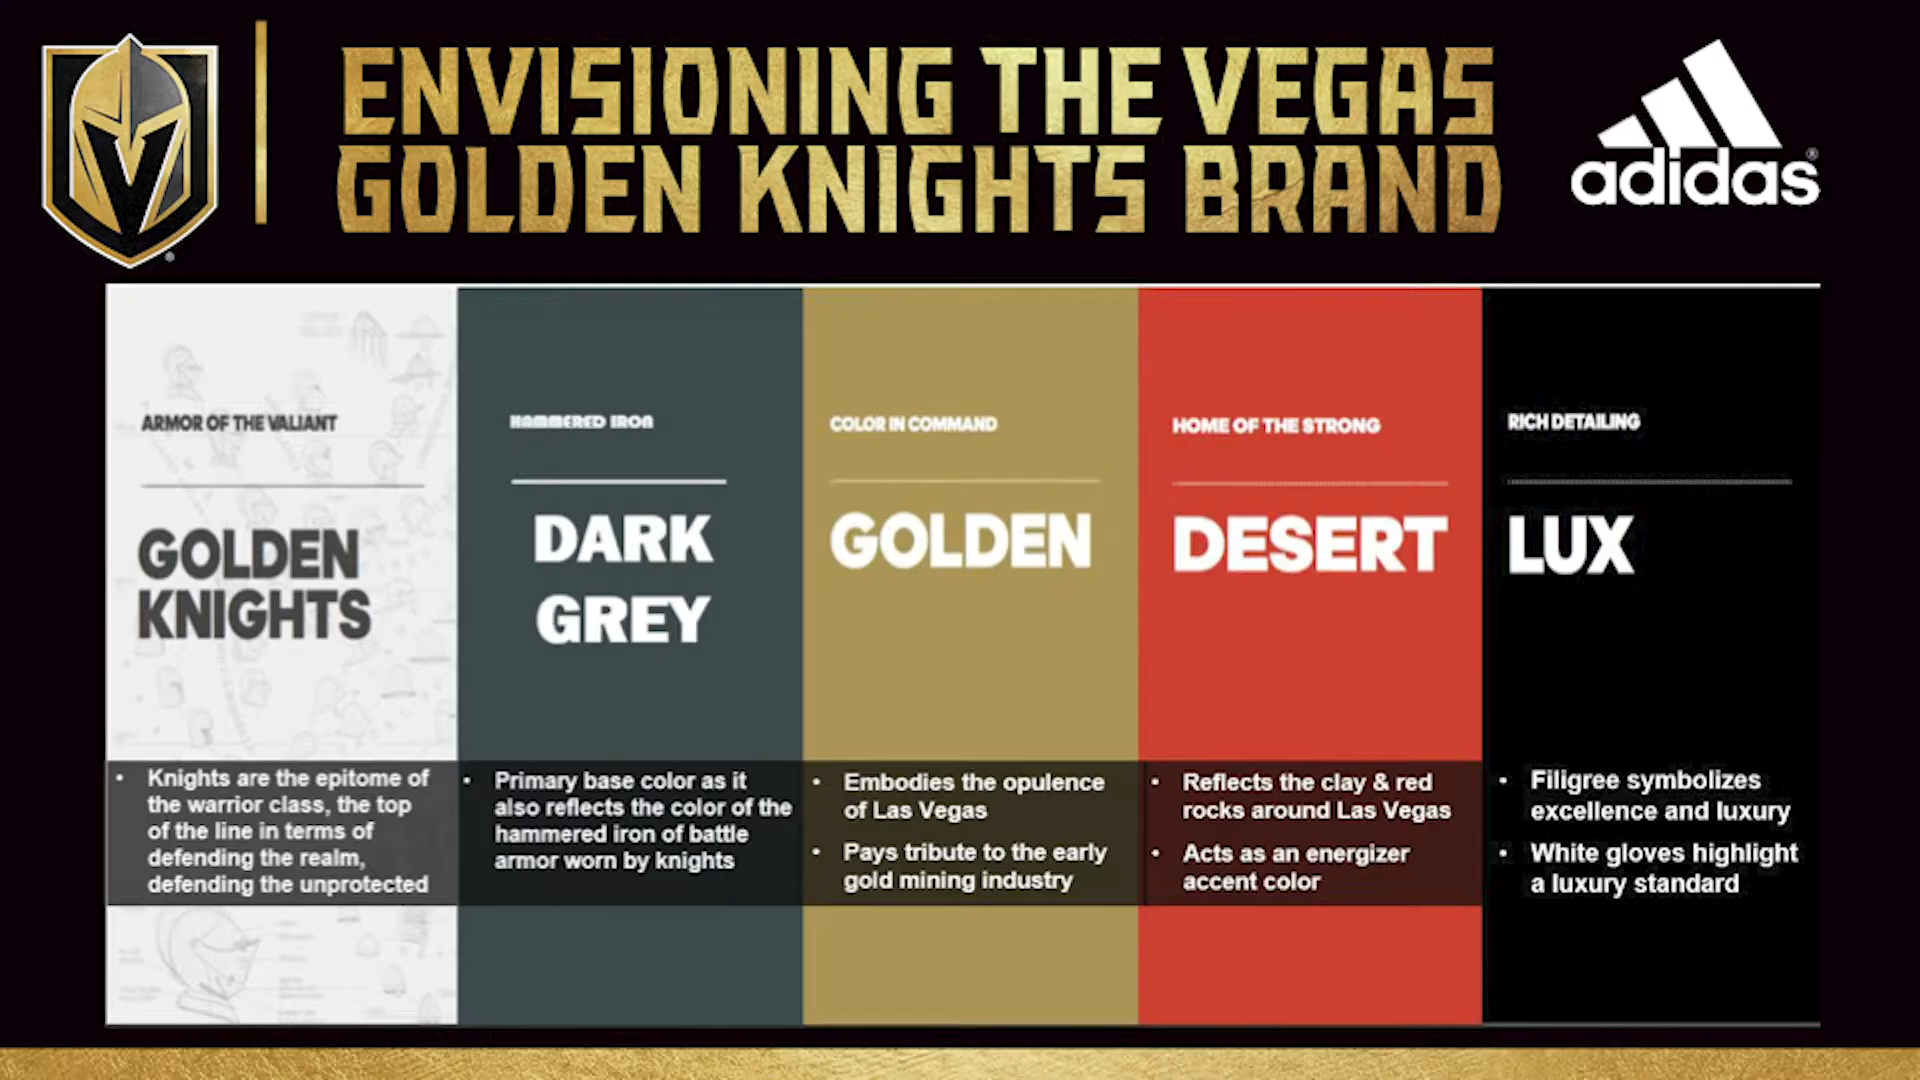 ENVISIONING THE VEGAS
GOLDEN KNIGHTS BRAND
adidas®
ARMOR OF THE VALIANT
GOLDEN
KNIGHTS
• Knights are the epitome of
the warrior class, the top
of the line in terms of
defending the realm,
defending the unprotected
HAMMERED IRON
DARK
GREY
• Primary base color as it
also reflects the color of the
hammered iron of battle
armor worn by knights
COLOR IN COMMAND
GOLDEN
• Embodies the opulence
of Las Vegas
• Pays tribute to the early
gold mining industry
HOME OF THE STRONG
DESERT
• Reflects the clay & red
rocks around Las Vegas
• Acts as an energizer
accent color
RICH DETAILING
LUX
• Filigree symbolizes
excellence and luxury
• White gloves highlight
a luxury standard